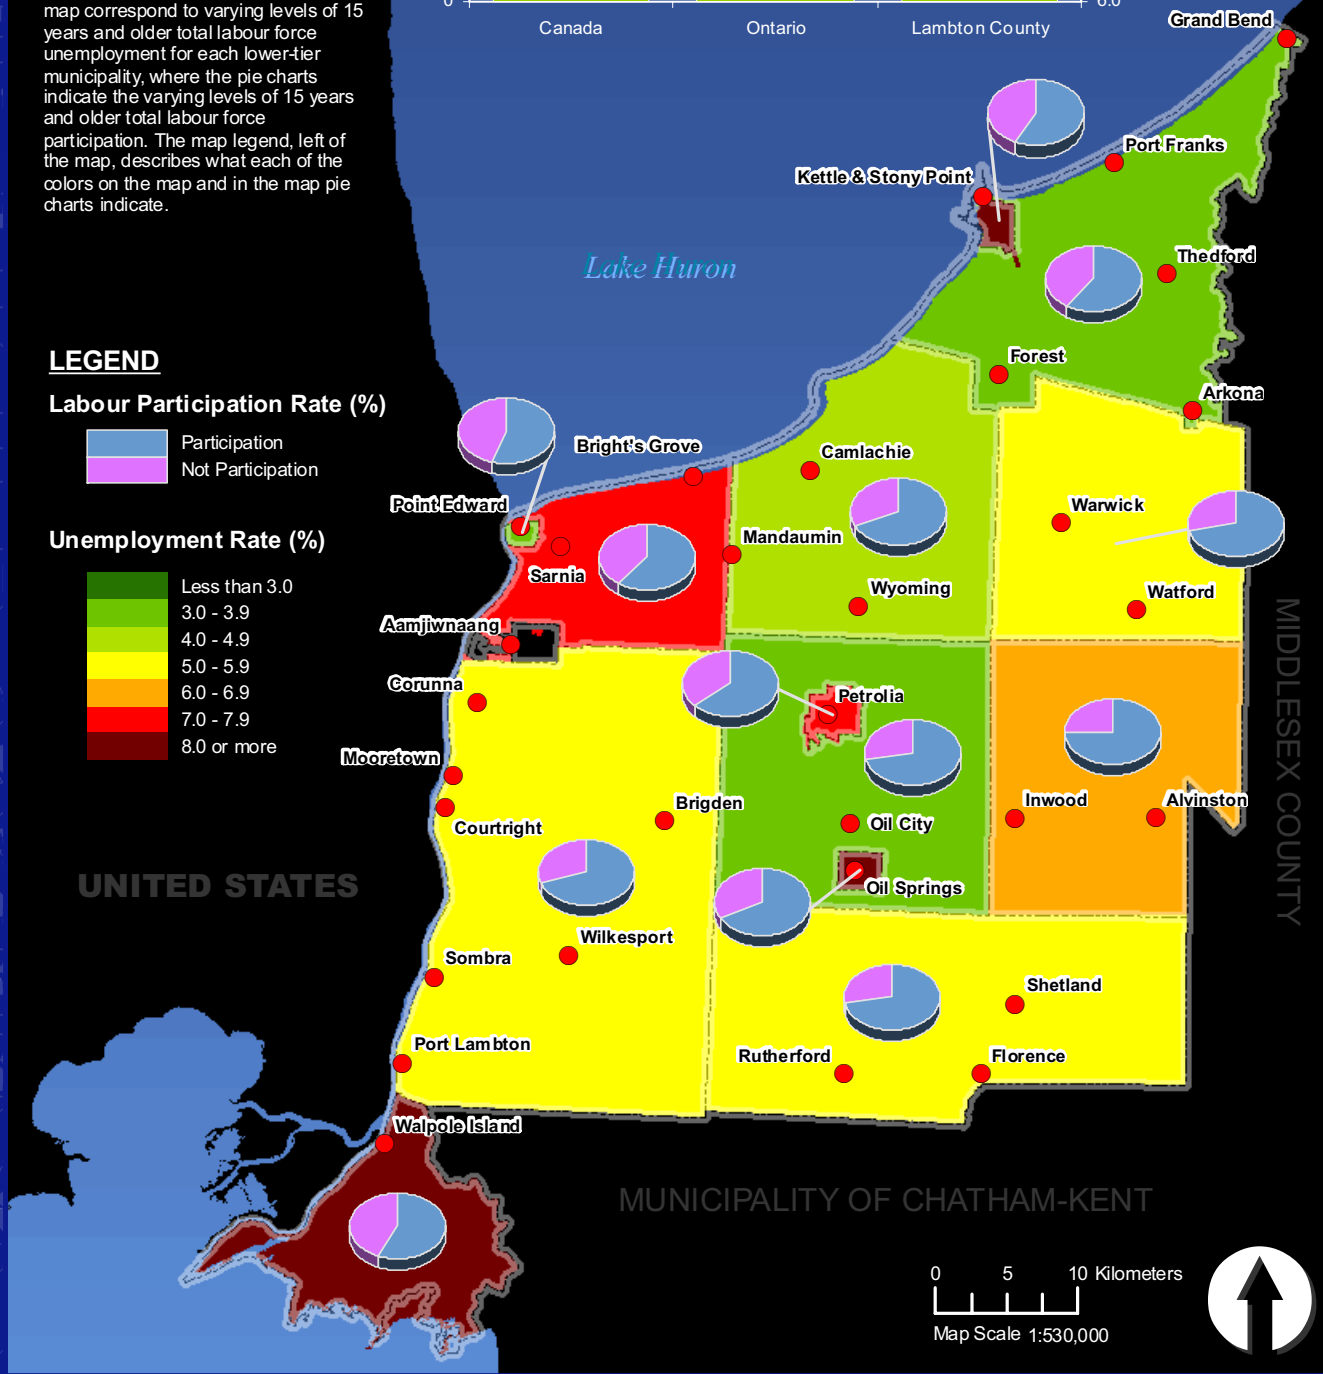 0
6.0
Canada
Ontario
Lambton County
map correspond to varying levels of 15
years and older total labour force
unemployment for each lower-tier
municipality, where the pie charts
indicate the varying levels of 15 years
and older total labour force
participation. The map legend, left of
the map, describes what each of the
colors on the map and in the map pie
charts indicate.
Grand Bend
Port Franks
Kettle & Stony Point
Thedford
Lake Huron
Forest
Arkona
LEGEND
Labour Participation Rate (%)
Participation
Not Participation
Unemployment Rate (%)
Less than 3.0
3.0 - 3.9
4.0 - 4.9
5.0 - 5.9
6.0 - 6.9
7.0 - 7.9
8.0 or more
Bright's Grove
Camlachie
Point Edward
Warwick
Mandaumin
Sarnia
Wyoming
Watford
Aamjiwnaang
Corunna
Petrolia
Mooretown
Courtright
Brigden
Oil City
Inwood
Alvinston
Oil Springs
MIDDLESEX COUNTY
UNITED STATES
Wilkesport
Sombra
Shetland
Port Lambton
Rutherford
Florence
Walpole Island
MUNICIPALITY OF CHATHAM-KENT
0 5 10 Kilometers
Map Scale 1:530,000